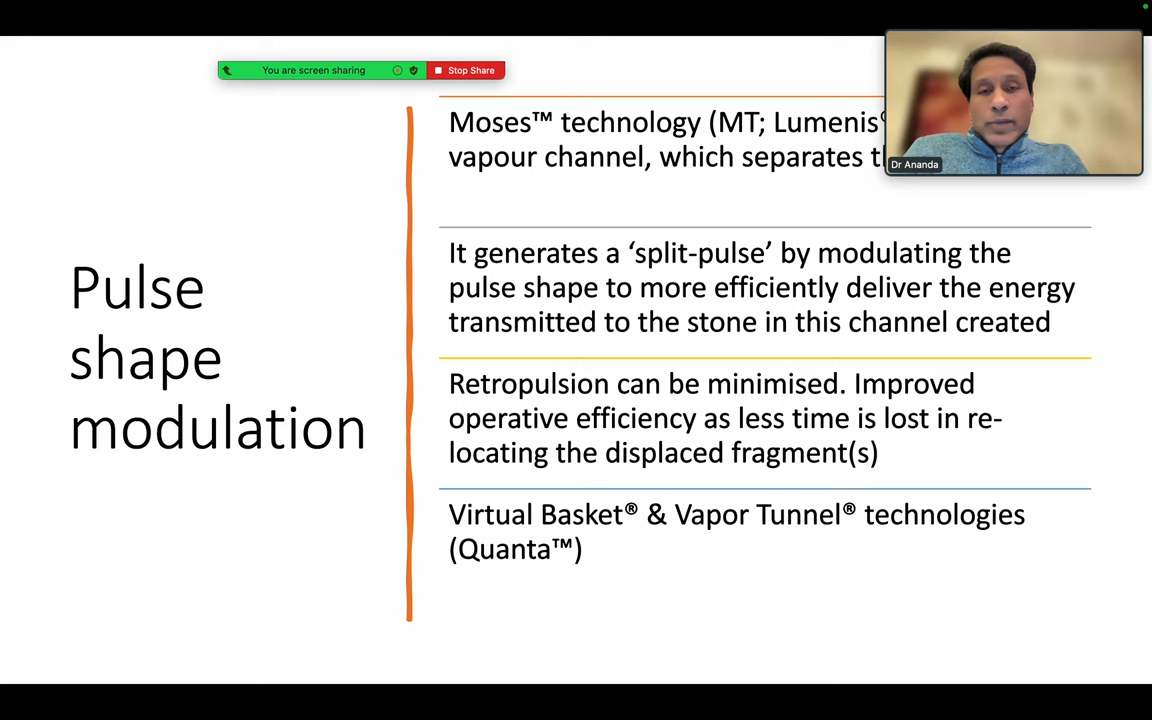 You are screen sharing
Stop Share
Dr Ananda
Pulse
shape
modulation
Moses™ technology (MT; Lumenis
vapour channel, which separates
It generates a ‘split-pulse’ by modulating the
pulse shape to more efficiently deliver the energy
transmitted to the stone in this channel created
Retropulsion can be minimised. Improved
operative efficiency as less time is lost in re-
locating the displaced fragment(s)
Virtual Basket® & Vapor Tunnel® technologies
(Quanta™)